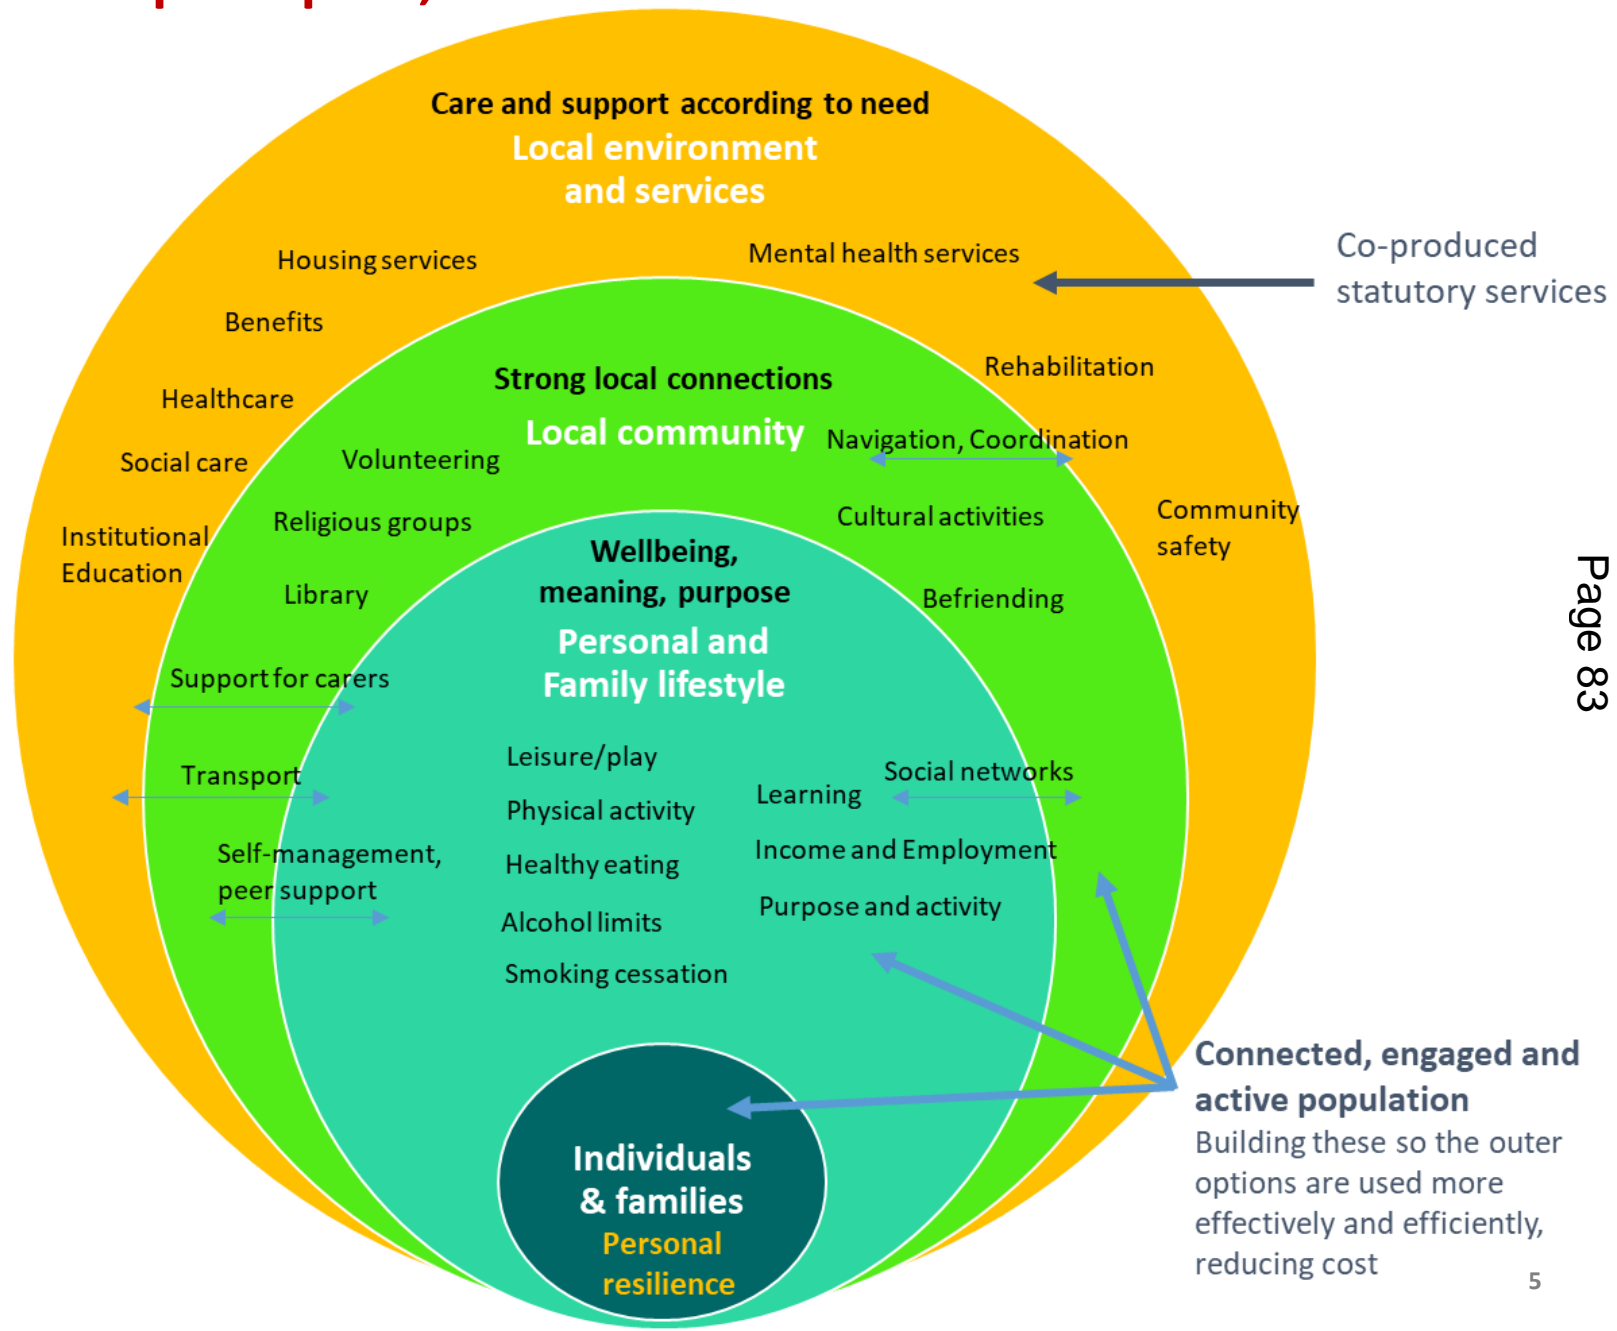 Care and support according to need
Local environment
and services
Housing services
Mental health services
Co-produced
statutory services
Benefits
Rehabilitation
Healthcare
Strong local connections
Local community
Navigation, Coordination
Social care
Volunteering
Institutional
Education
Religious groups
Cultural activities
Community
safety
Library
Befriending
Wellbeing,
meaning, purpose
Personal and
Family lifestyle
Page 83
Support for carers
Transport
Self-management,
peer support
Leisure/play
Physical activity
Healthy eating
Alcohol limits
Smoking cessation
Social networks
Learning
Income and Employment
Purpose and activity
Connected, engaged and
active population
Building these so the outer
options are used more
effectively and efficiently,
reducing cost
Individuals
& families
Personal
resilience
5